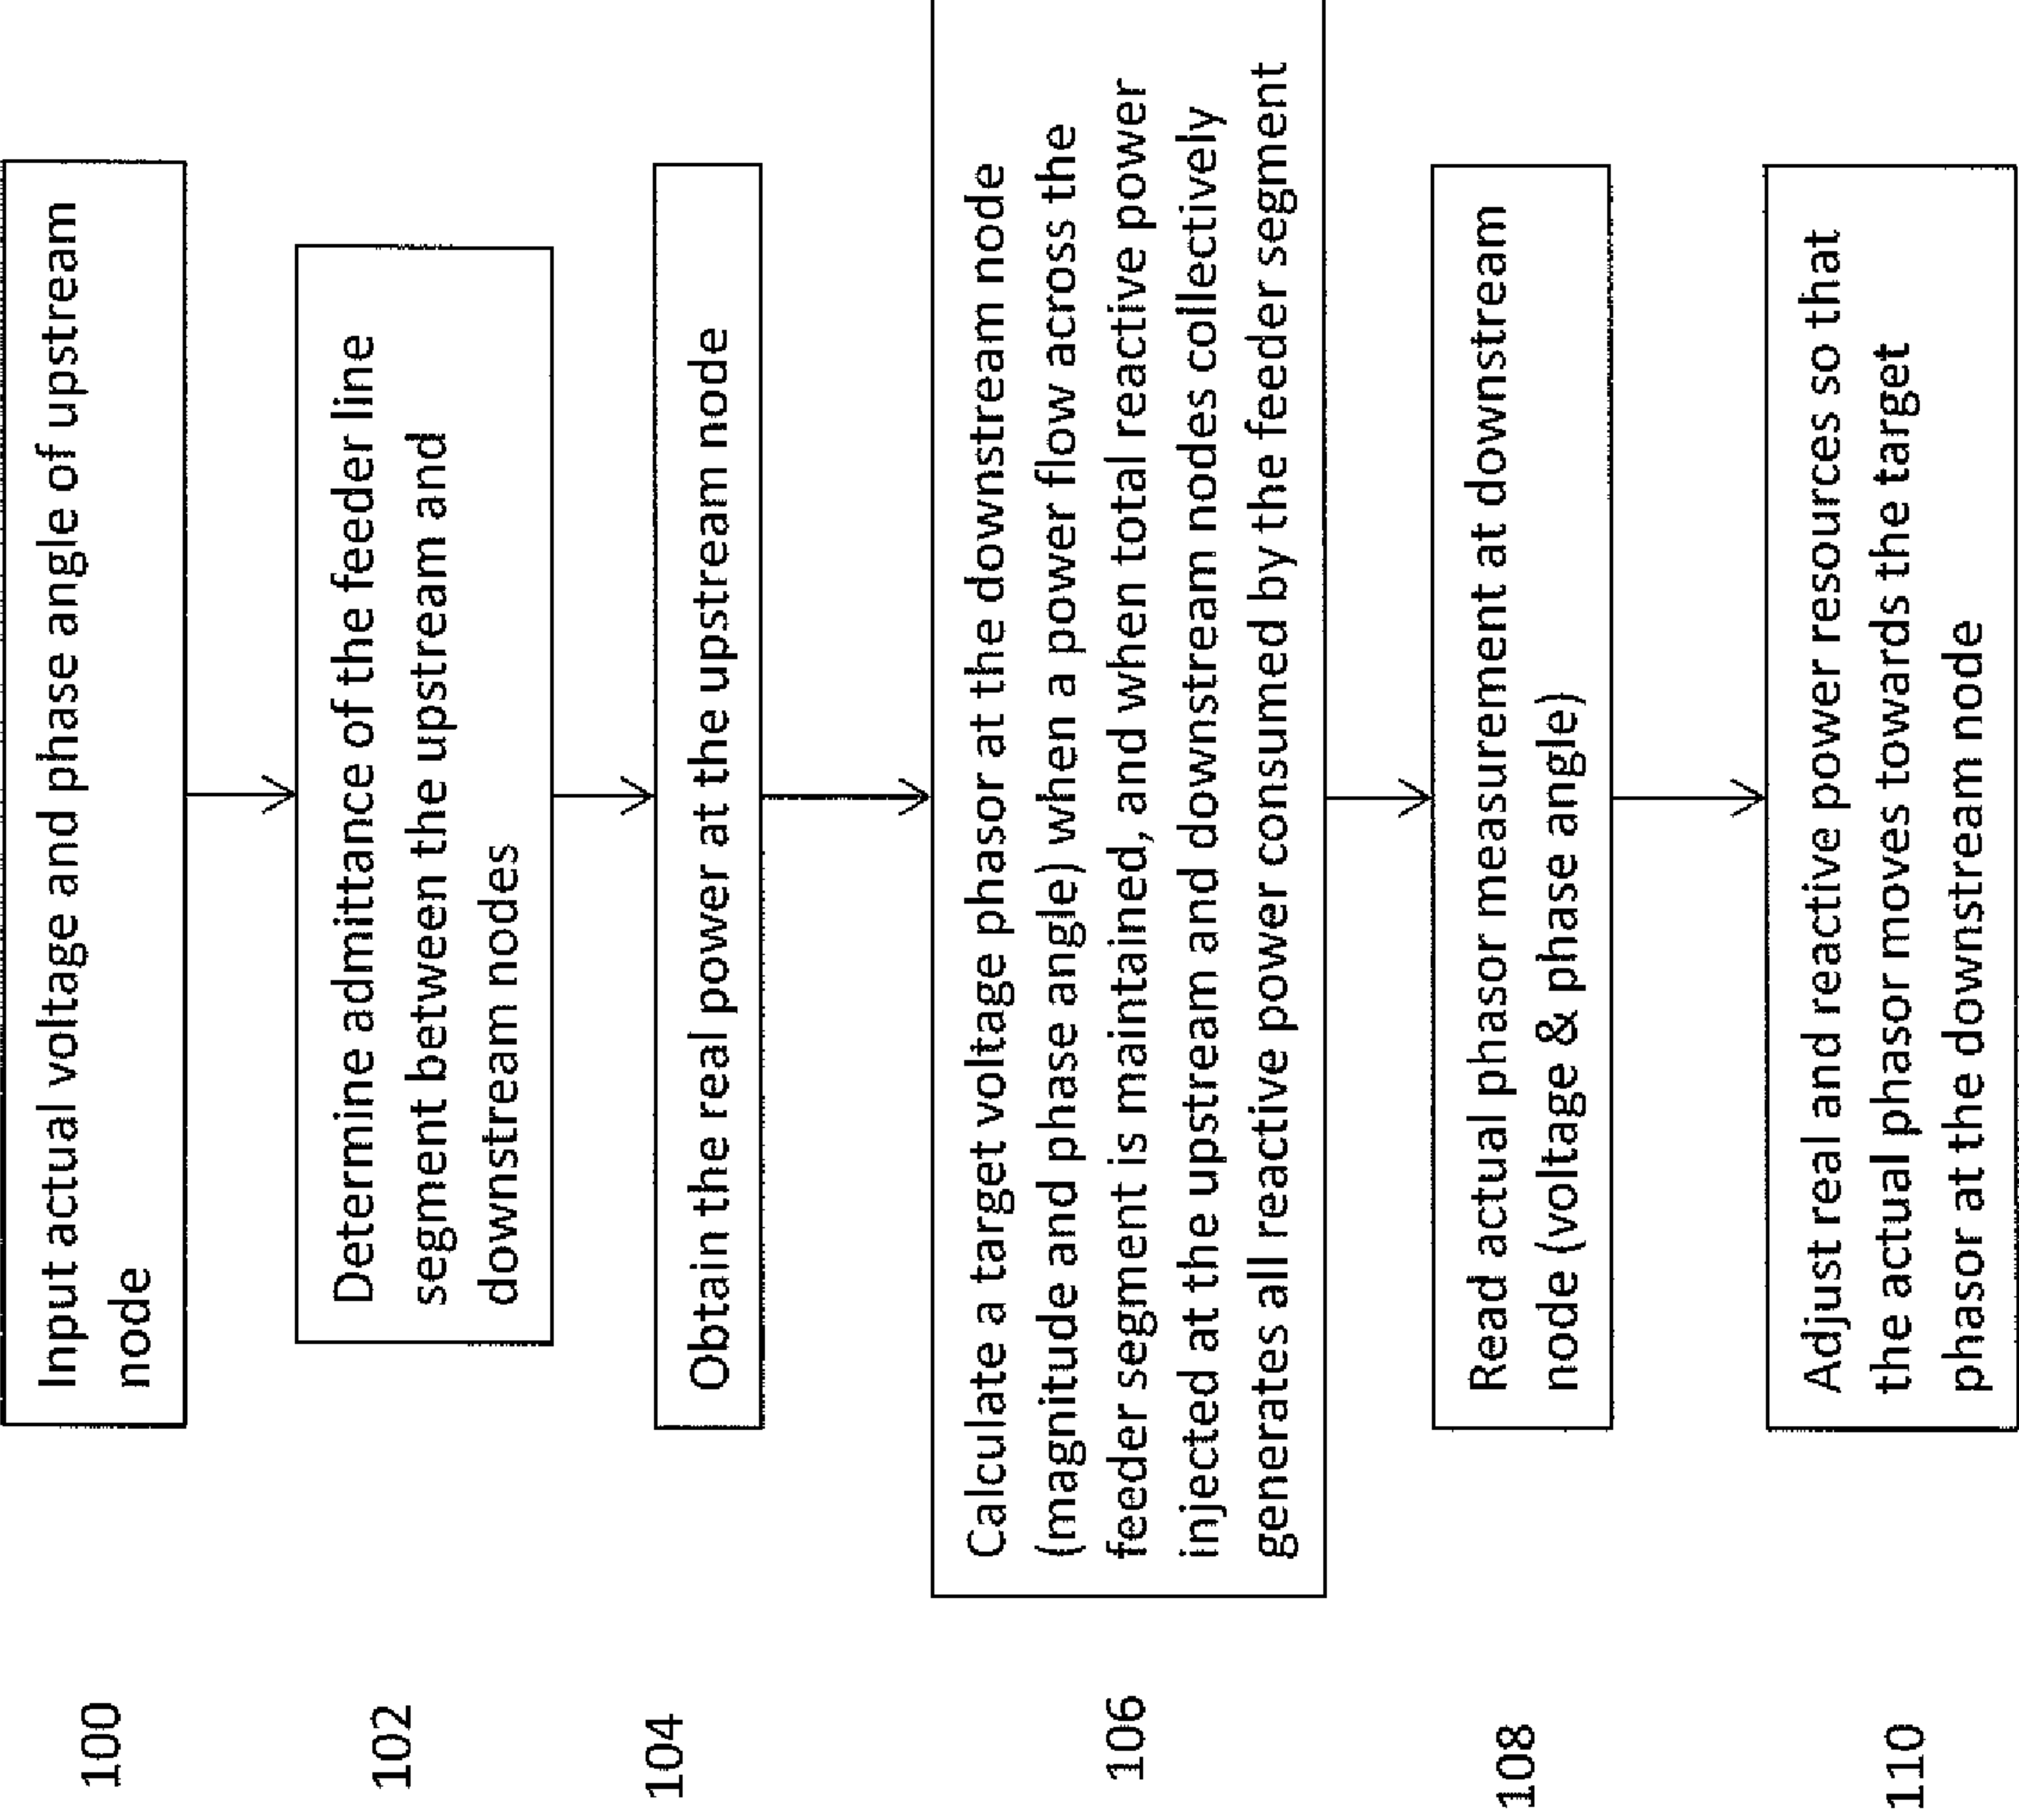 100
Input actual voltage and phase angle of upstream
node
102
Determine admittance of the feeder line
segment between the upstream and
downstream nodes
104
Obtain the real power at the upstream node
106
Calculate a target voltage phasor at the downstream node
(magnitude and phase angle) when a power flow across the
feeder segment is maintained, and when total reactive power
injected at the upstream and downstream nodes collectively
generates all reactive power consumed by the feeder segment
108
Read actual phasor measurement at downstream
node (voltage & phase angle)
110
Adjust real and reactive power resources so that
the actual phasor moves towards the target
phasor at the downstream node